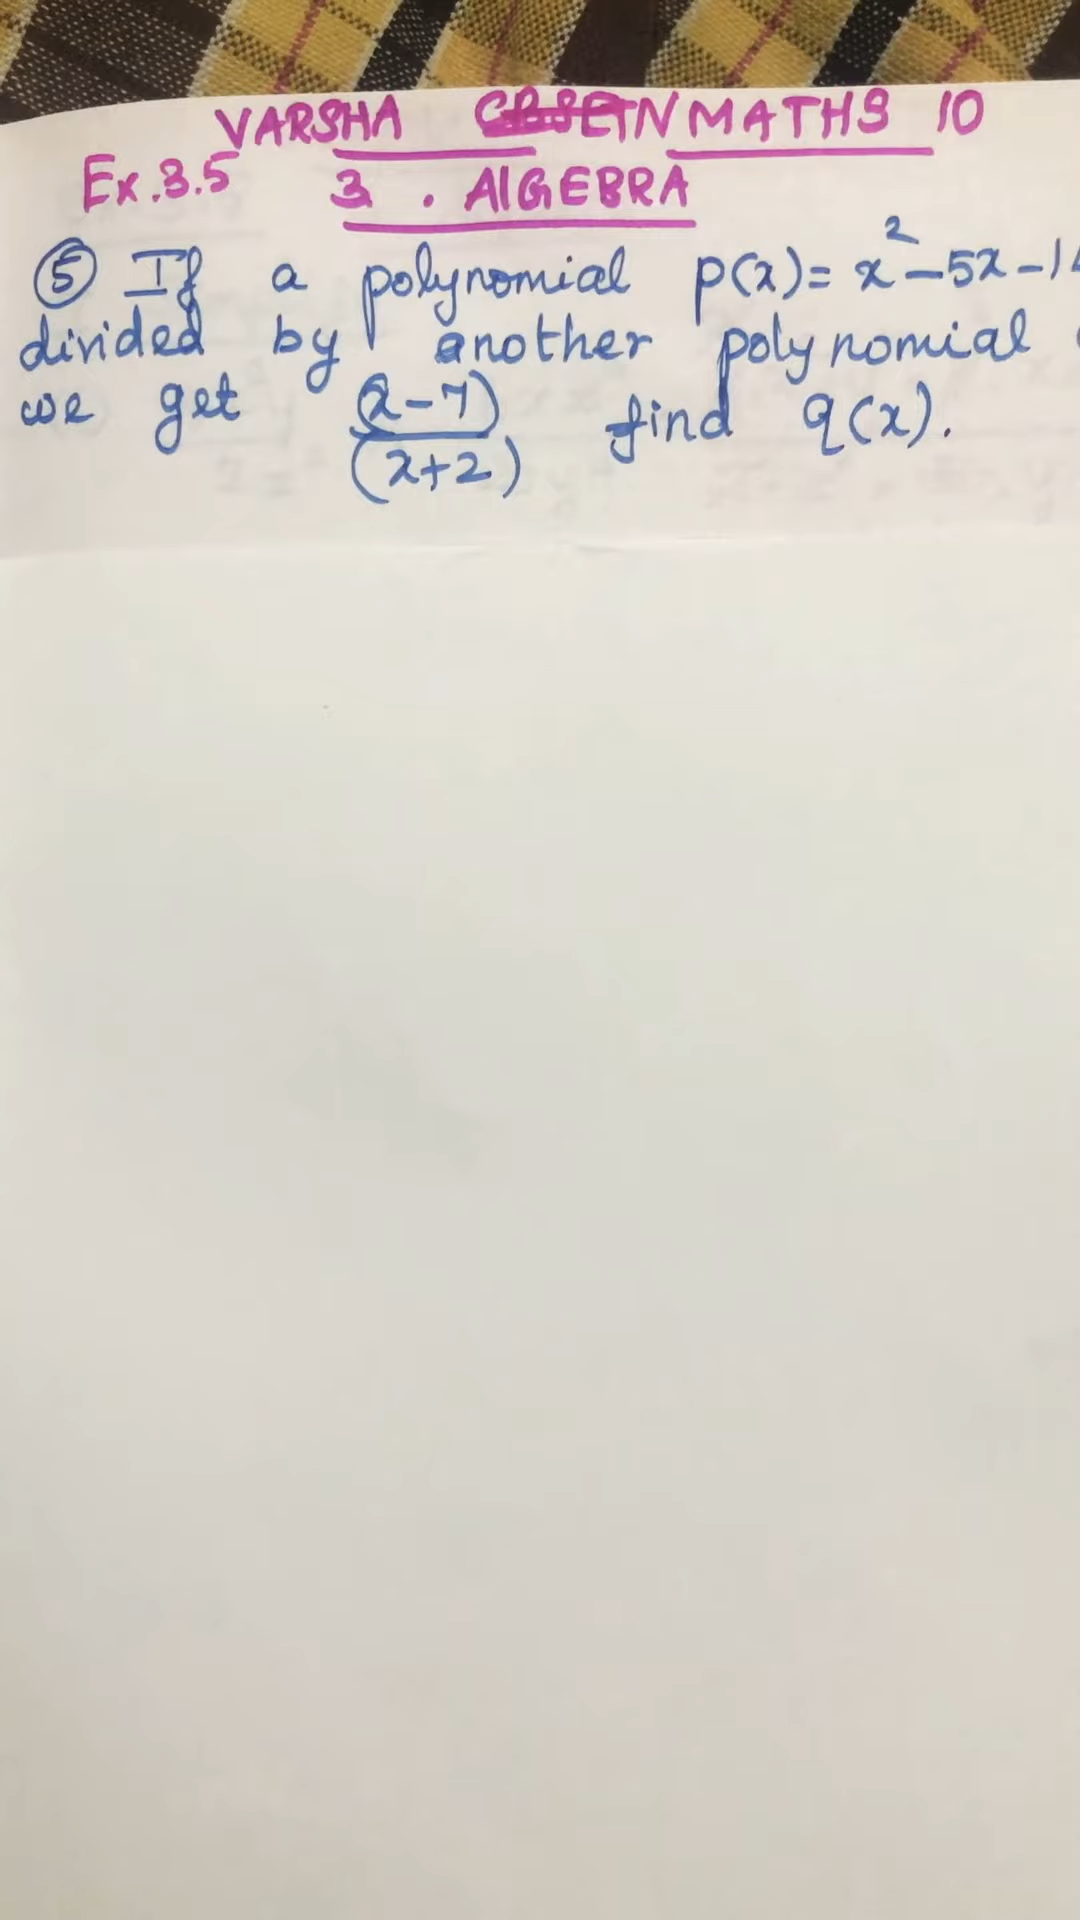 VARSHA TN MATHS 10
Ex.3.5 3 . AlGEBRA
⑤ If a polynomial p(x)= x²-5x-1
divided by another polynomial
we get (x-7)
(x+2) find q(x).